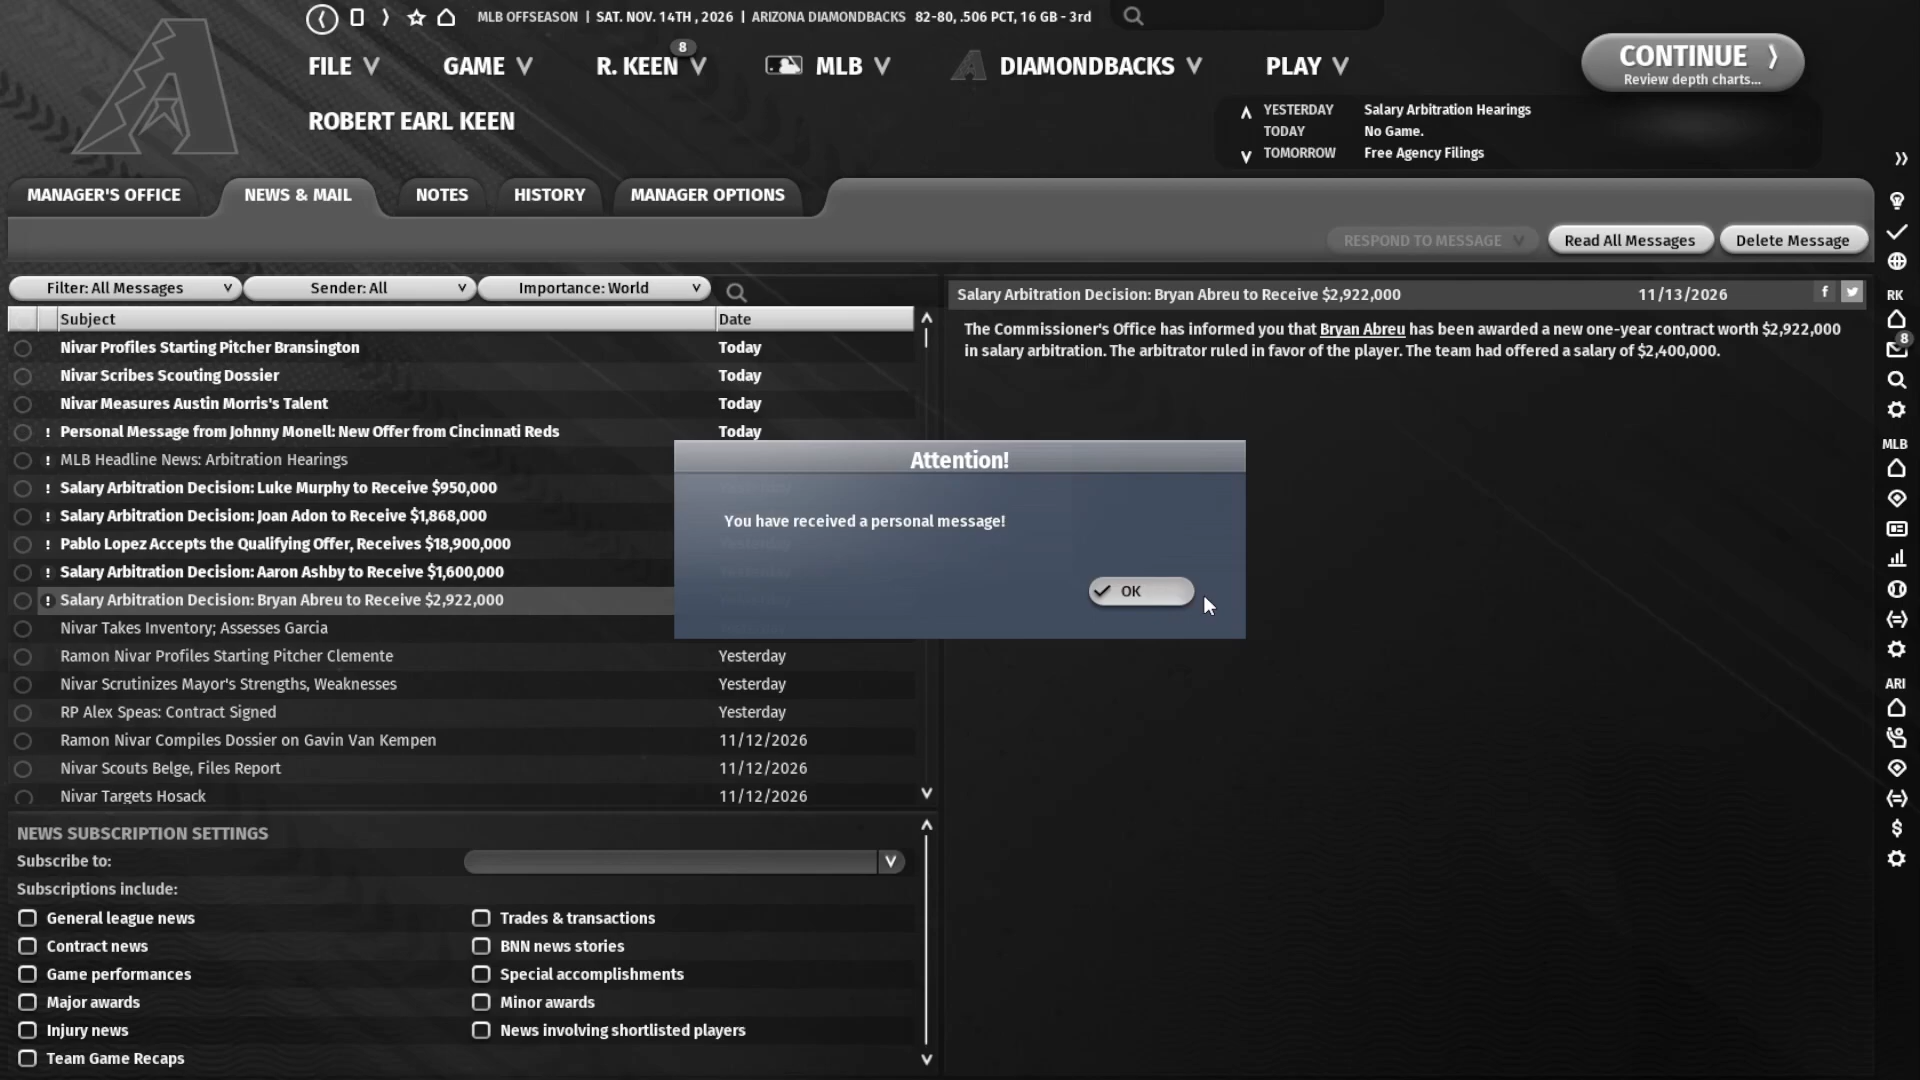 MLB OFFSEASON | SAT. NOV. 14TH , 2026 | ARIZONA DIAMONDBACKS 82-80, .506 PCT, 16 GB - 3rd
FILE GAME R. KEEN 8 MLB DIAMONDBACKS PLAY
CONTINUE
Review depth charts...
ROBERT EARL KEEN
YESTERDAY Salary Arbitration Hearings
TODAY No Game.
TOMORROW Free Agency Filings
MANAGER'S OFFICE NEWS & MAIL NOTES HISTORY MANAGER OPTIONS
RESPOND TO MESSAGE Read All Messages Delete Message
Filter: All Messages Sender: All Importance: World
Subject Date
Nivar Profiles Starting Pitcher Bransington Today
Nivar Scribes Scouting Dossier Today
Nivar Measures Austin Morris's Talent Today
! Personal Message from Johnny Monell: New Offer from Cincinnati Reds Today
! MLB Headline News: Arbitration Hearings
! Salary Arbitration Decision: Luke Murphy to Receive $950,000
! Salary Arbitration Decision: Joan Adon to Receive $1,868,000
! Pablo Lopez Accepts the Qualifying Offer, Receives $18,900,000 Yesterday
! Salary Arbitration Decision: Aaron Ashby to Receive $1,600,000 Yesterday
! Salary Arbitration Decision: Bryan Abreu to Receive $2,922,000 Yesterday
Nivar Takes Inventory; Assesses Garcia
Ramon Nivar Profiles Starting Pitcher Clemente Yesterday
Nivar Scrutinizes Mayor's Strengths, Weaknesses Yesterday
RP Alex Speas: Contract Signed Yesterday
Ramon Nivar Compiles Dossier on Gavin Van Kempen 11/12/2026
Nivar Scouts Belge, Files Report 11/12/2026
Nivar Targets Hosack 11/12/2026
Salary Arbitration Decision: Bryan Abreu to Receive $2,922,000 11/13/2026
The Commissioner's Office has informed you that Bryan Abreu has been awarded a new one-year contract worth $2,922,000
in salary arbitration. The arbitrator ruled in favor of the player. The team had offered a salary of $2,400,000.
Attention!
You have received a personal message!
OK
NEWS SUBSCRIPTION SETTINGS
Subscribe to:
Subscriptions include:
General league news Trades & transactions
Contract news BNN news stories
Game performances Special accomplishments
Major awards Minor awards
Injury news News involving shortlisted players
Team Game Recaps
RK
8
MLB
ARI